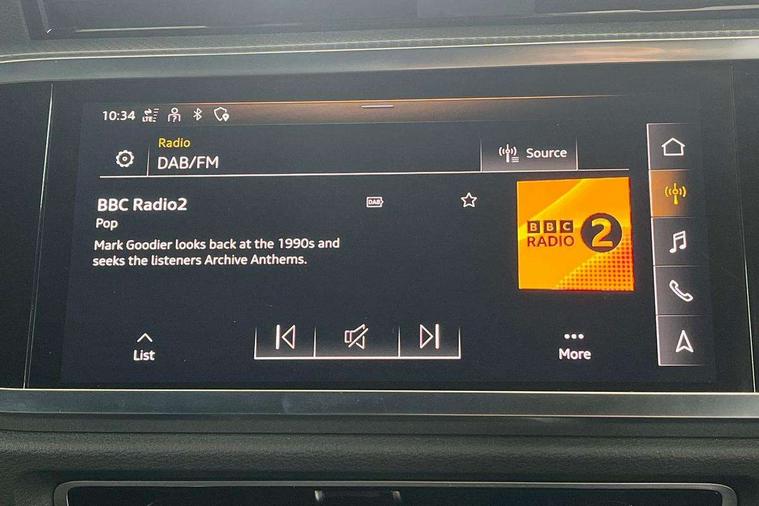 10:34 LTE
Radio
DAB/FM
Source
BBC Radio2
DAB
Pop
Mark Goodier looks back at the 1990s and
seeks the listeners Archive Anthems.
BBC
RADIO 2
List
More